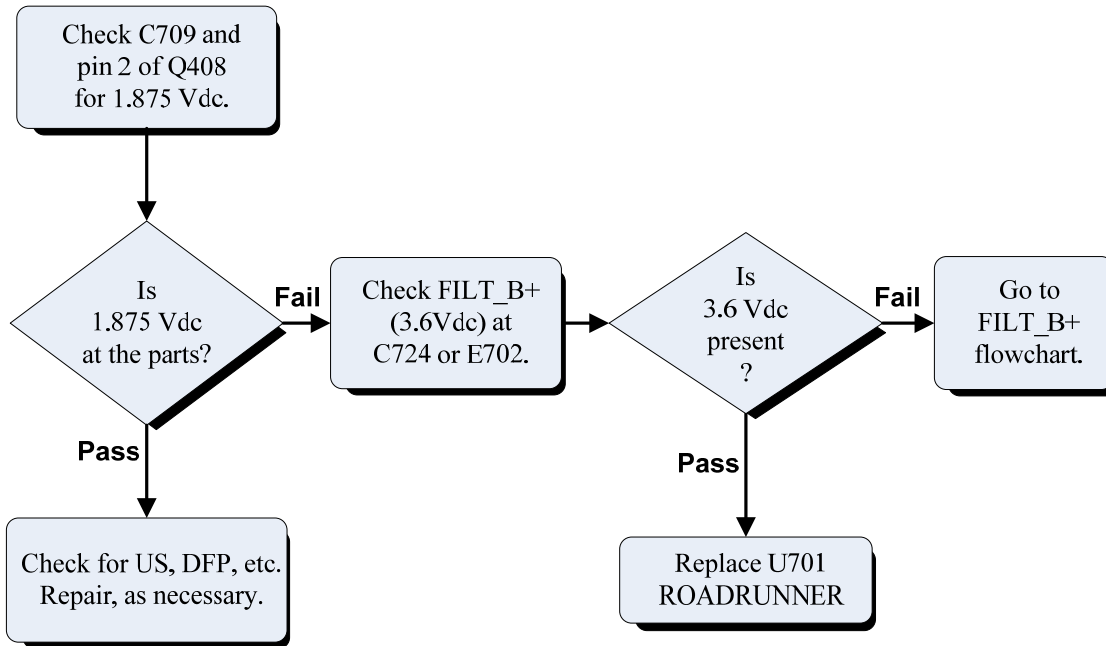 Check C709 and
pin 2 of Q408
for 1.875 Vdc.
Is
1.875 Vdc
at the parts?
Fail
Check FILT_B+
(3.6Vdc) at
C724 or E702.
Is
3.6 Vdc
present
?
Fail
Go to
FILT_B+
flowchart.
Pass
Pass
Check for US, DFP, etc.
Repair, as necessary.
Replace U701
ROADRUNNER